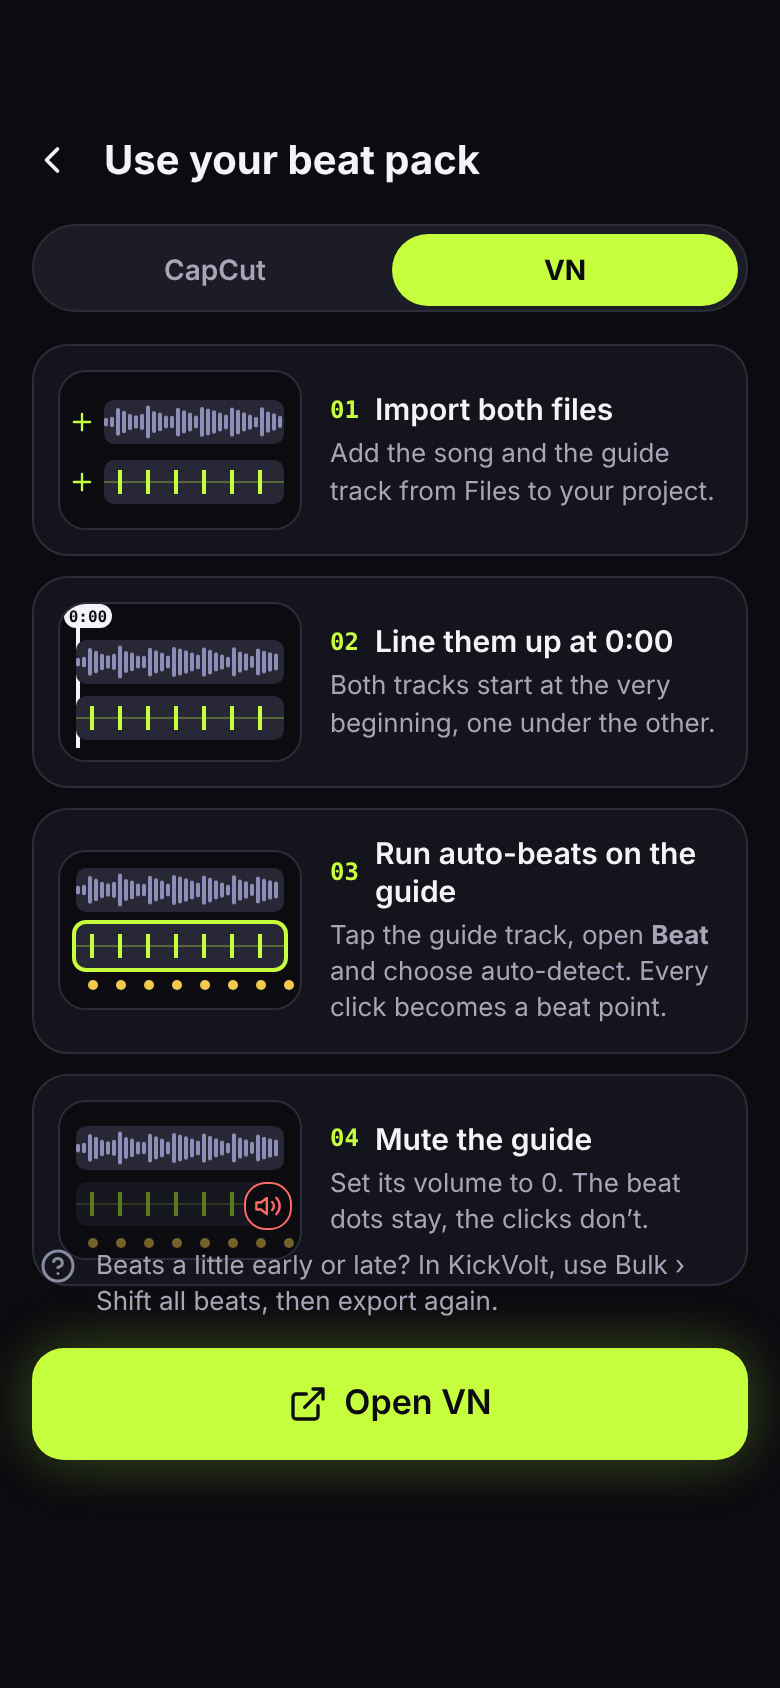 Use your beat pack
CapCut
VN
01 Import both files
Add the song and the guide
track from Files to your project.
0:00
02 Line them up at 0:00
Both tracks start at the very
beginning, one under the other.
03 Run auto-beats on the
guide
Tap the guide track, open Beat
and choose auto-detect. Every
click becomes a beat point.
04 Mute the guide
Set its volume to 0. The beat
dots stay, the clicks don’t.
Beats a little early or late? In KickVolt, use Bulk ›
Shift all beats, then export again.
Open VN